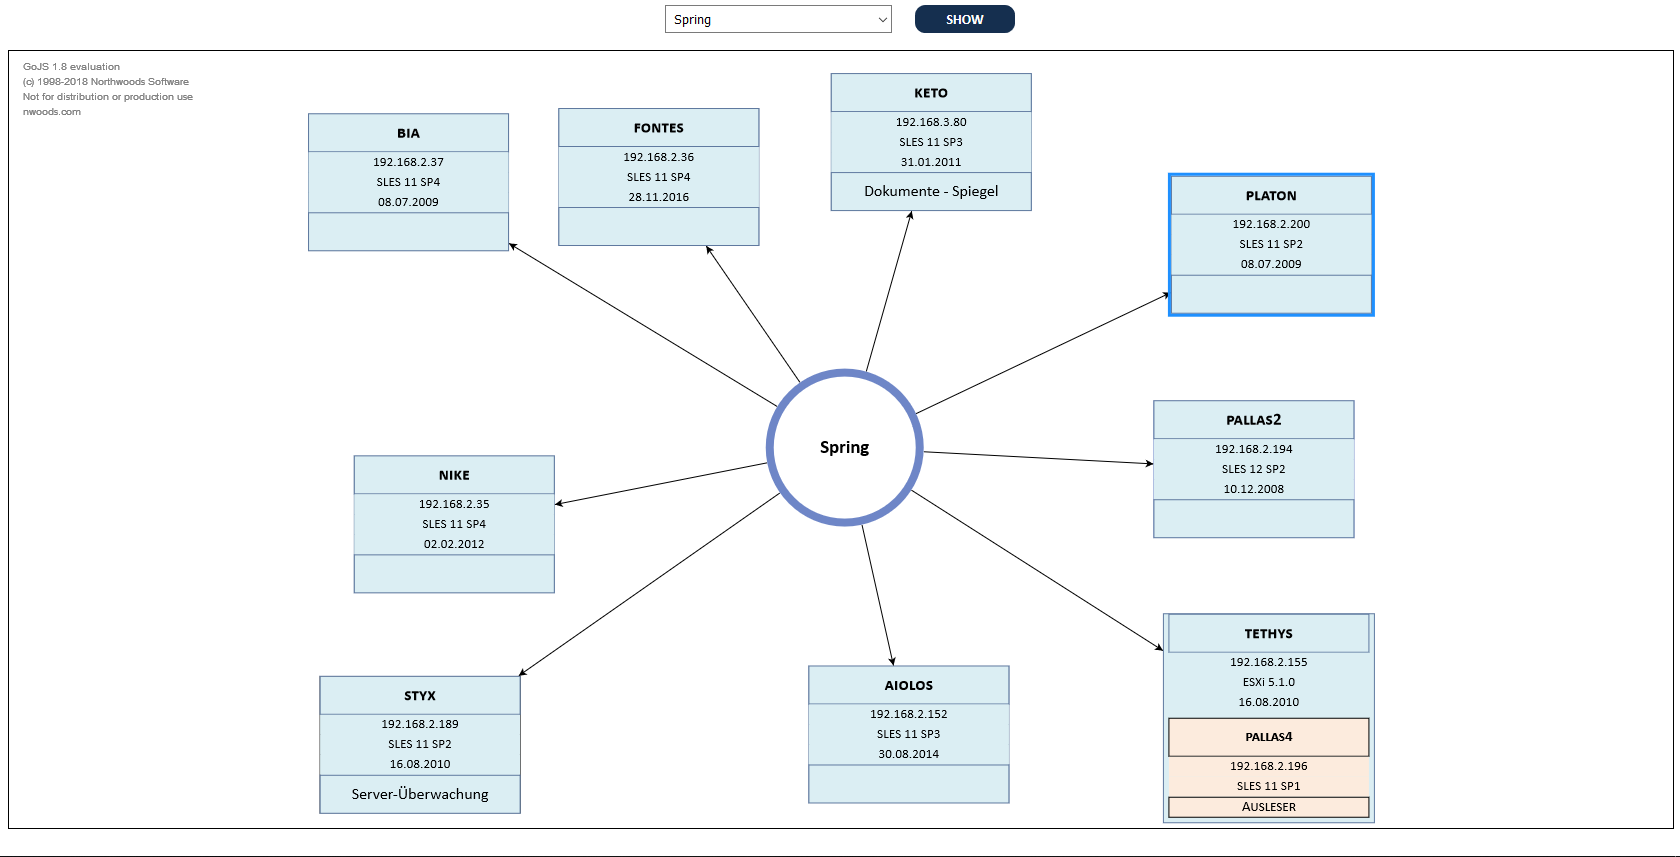 Spring
SHOW
GoJS 1.8 evaluation
(c) 1998-2018 Northwoods Software
Not for distribution or production use
nwoods.com
BIA
192.168.2.37
SLES 11 SP4
08.07.2009
FONTES
192.168.2.36
SLES 11 SP4
28.11.2016
KETO
192.168.3.80
SLES 11 SP3
31.01.2011
Dokumente - Spiegel
PLATON
192.168.2.200
SLES 11 SP2
08.07.2009
Spring
PALLAS2
192.168.2.194
SLES 12 SP2
10.12.2008
NIKE
192.168.2.35
SLES 11 SP4
02.02.2012
STYX
192.168.2.189
SLES 11 SP2
16.08.2010
Server-Überwachung
AIOLOS
192.168.2.152
SLES 11 SP3
30.08.2014
TETHYS
192.168.2.155
ESXi 5.1.0
16.08.2010
PALLAS4
192.168.2.196
SLES 11 SP1
AUSLESER